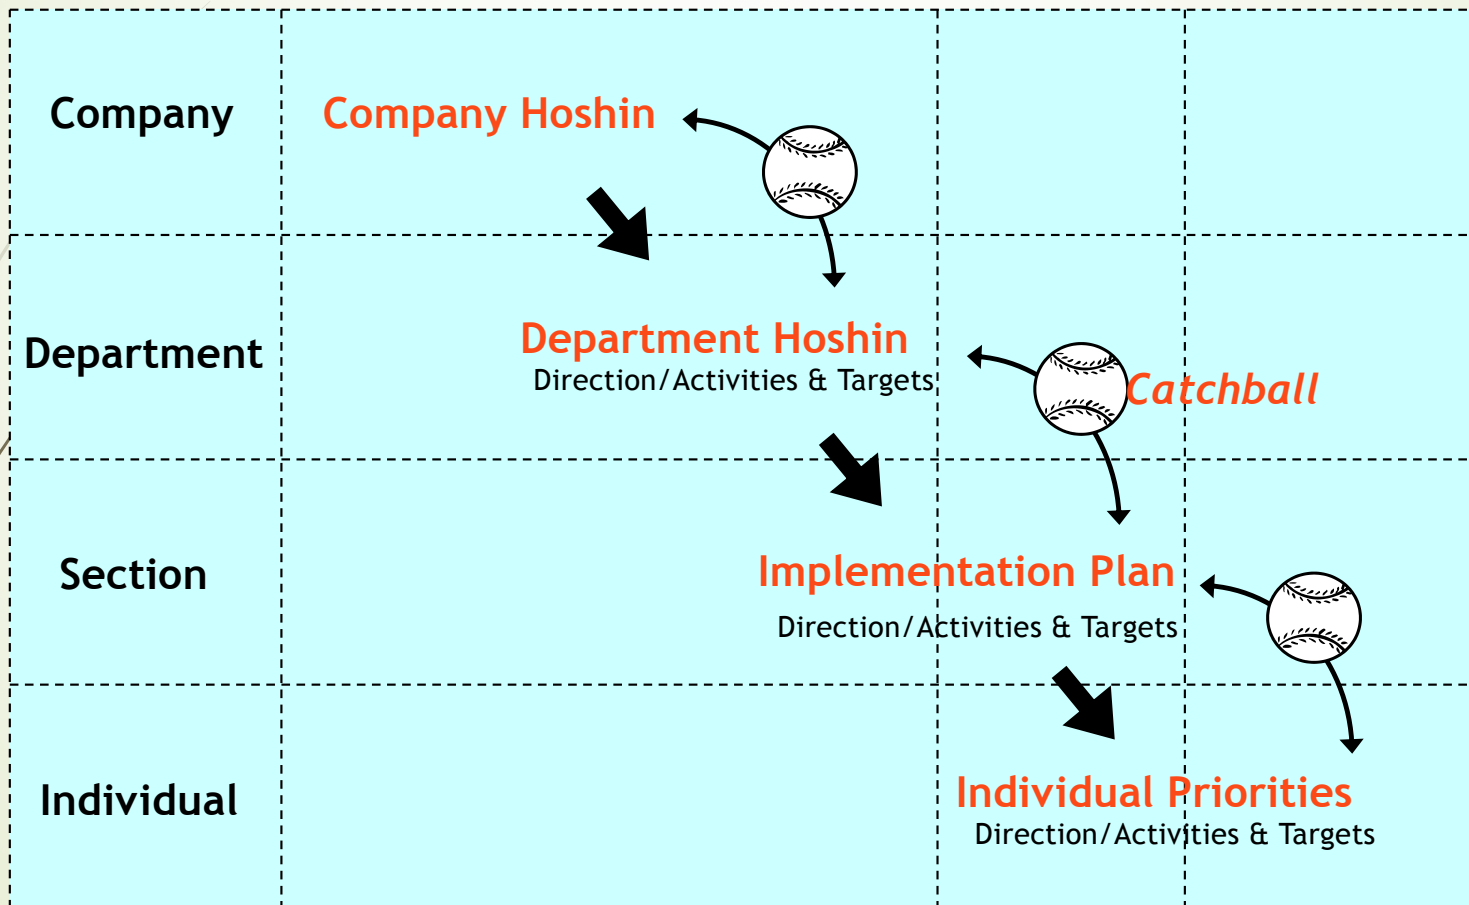 Company
Company Hoshin
Department
Department Hoshin
Direction/Activities & Targets
Catchball
Section
Implementation Plan
Direction/Activities & Targets
Individual
Individual Priorities
Direction/Activities & Targets